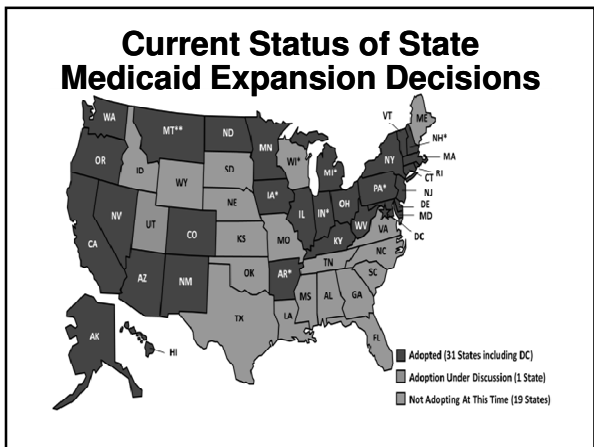 Current Status of State
Medicaid Expansion Decisions
WA
MT**
ND
MN
VT
ME
NH*
OR
ID
WY
SD
WI*
MI*
NY
MA
RI
CT
NV
UT
CO
NE
IA*
IL
IN*
OH
PA*
NJ
DE
MD
CA
KS
MO
KY
WV
VA
DC
AZ
NM
OK
AR*
TN
NC
SC
MS
AL
GA
TX
LA
FL
AK
HI
Adopted (31 States including DC)
Adoption Under Discussion (1 State)
Not Adopting At This Time (19 States)